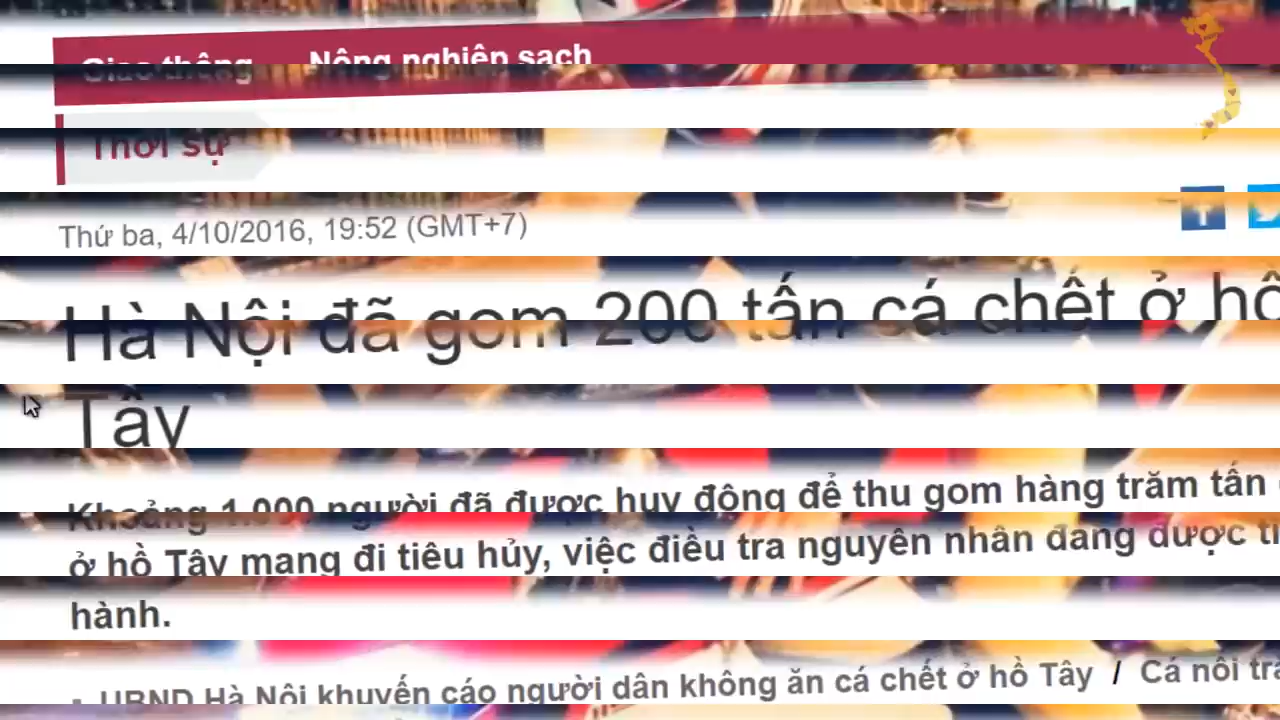 Giao thông Nông nghiệp sạch
Thời sự
Thứ ba, 4/10/2016, 19:52 (GMT+7)
Hà Nội đã gom 200 tấn cá chết ở hồ
Tây
Khoảng 1.000 người đã được huy động để thu gom hàng trăm tấn
ở hồ Tây mang đi tiêu hủy, việc điều tra nguyên nhân đang được
hành.
UBND Hà Nội khuyến cáo người dân không ăn cá chết ở hồ Tây / Cá nổi